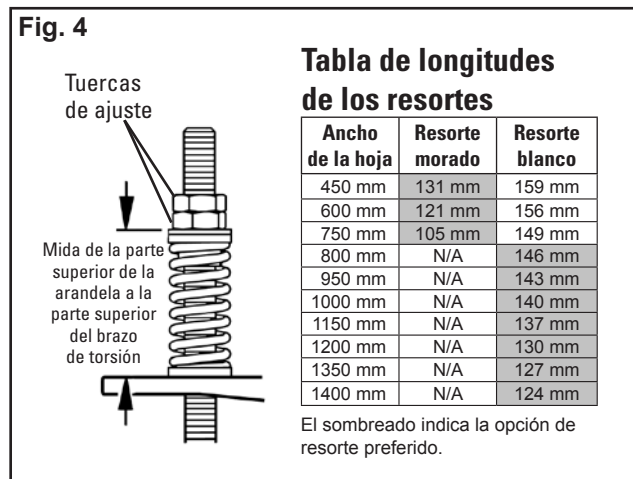 Fig. 4
Tuercas
de ajuste
Mida de la parte
superior de la
arandela a la
parte superior
del brazo
de torsión
Tabla de longitudes
de los resortes
Ancho de la hoja Resorte morado Resorte blanco
450 mm 131 mm 159 mm
600 mm 121 mm 156 mm
750 mm 105 mm 149 mm
800 mm N/A 146 mm
950 mm N/A 143 mm
1000 mm N/A 140 mm
1150 mm N/A 137 mm
1200 mm N/A 130 mm
1350 mm N/A 127 mm
1400 mm N/A 124 mm
El sombreado indica la opción de
resorte preferido.